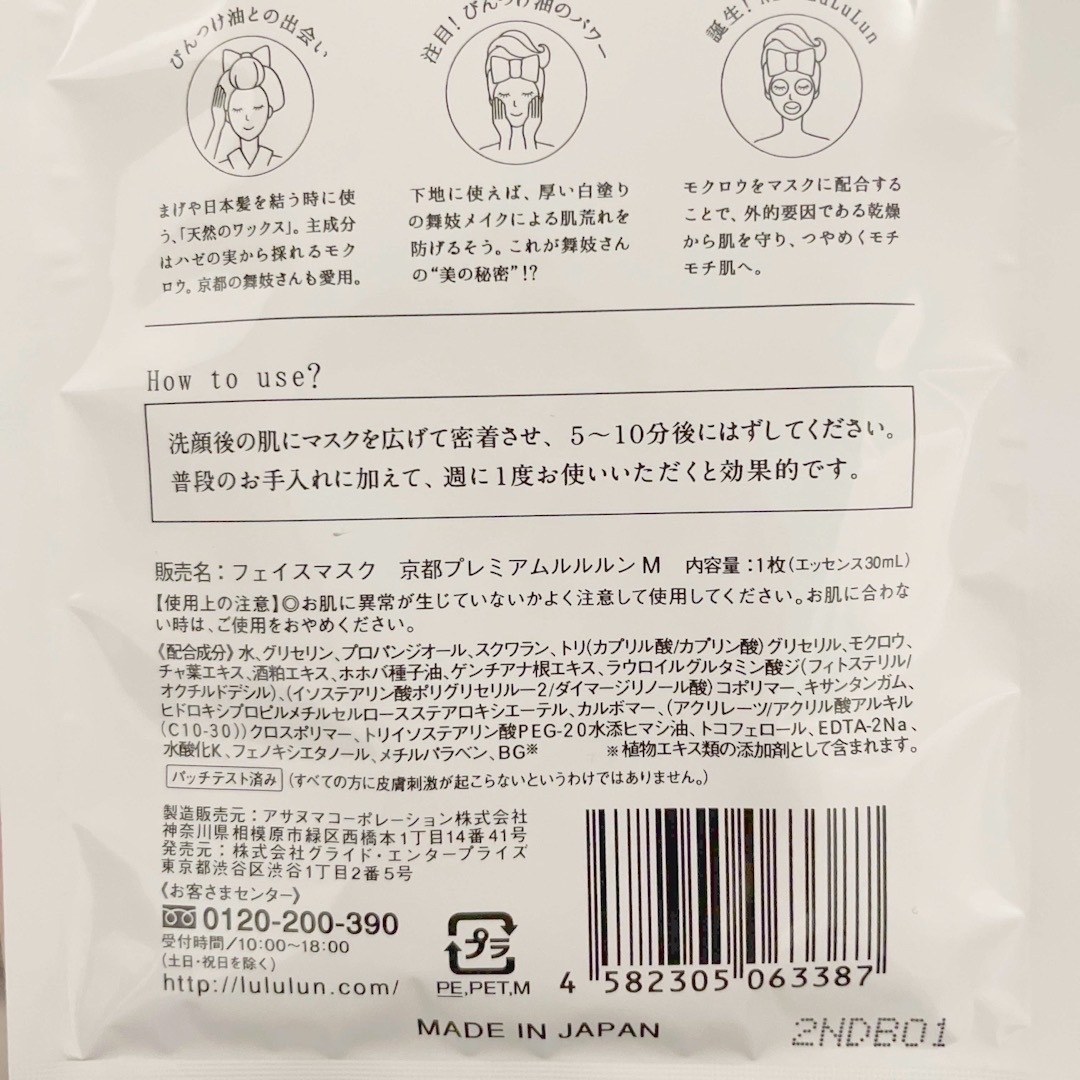 びんつけ油との出会い
注目!びんつけ油のパワー
誕生! LuLuLun
まげや日本髪を結う時に使
う、「天然のワックス」。主成分
はハゼの実から採れるモク
ロウ。京都の舞妓さんも愛用。
下地に使えば、厚い白塗り
の舞妓メイクによる肌荒れを
防げるそう。これが舞妓さん
の“美の秘密”!?
モクロウをマスクに配合する
ことで、外的要因である乾燥
から肌を守り、つやめくモチ
モチ肌へ。
How to use?
洗顔後の肌にマスクを広げて密着させ、5〜10分後にはずしてください。
普段のお手入れに加えて、週に1度お使いいただくと効果的です。
販売名:フェイスマスク 京都プレミアムルルルンM 内容量:1枚(エッセンス30mL)
【使用上の注意】◎お肌に異常が生じていないかよく注意して使用してください。お肌に合わな
い時は、ご使用をおやめください。
《配合成分》水、グリセリン、プロパンジオール、スクワラン、トリ(カプリル酸/カプリン酸)グリセリル、モクロウ、
チャ葉エキス、酒粕エキス、ホホバ種子油、ゲンチアナ根エキス、ラウロイルグルタミン酸ジ(フィトステリル/
オクチルドデシル)、(イソステアリン酸ポリグリセリル-2/ダイマージリノール酸)コポリマー、キサンタンガム、
ヒドロキシプロピルメチルセルロースステアロキシエーテル、カルボマー、(アクリレーツ/アクリル酸アルキル
(C10-30))クロスポリマー、トリイソステアリン酸PEG-20水添ヒマシ油、トコフェロール、EDTA-2Na、
水酸化K、フェノキシエタノール、メチルパラベン、BG※ ※植物エキス類の添加剤として含まれます。
パッチテスト済み (すべての方に皮膚刺激が起こらないというわけではありません。)
製造販売元:アサヌマコーポレーション株式会社
神奈川県相模原市緑区西橋本1丁目14番41号
発売元:株式会社グライド・エンタープライズ
東京都渋谷区渋谷1丁目2番5号
《お客さまセンター》
0120-200-390
受付時間/10:00〜18:00
(土日・祝日を除く)
http://lululun.com/
プラ
PE,PET,M
4 582305 063387
MADE IN JAPAN
2NDB01